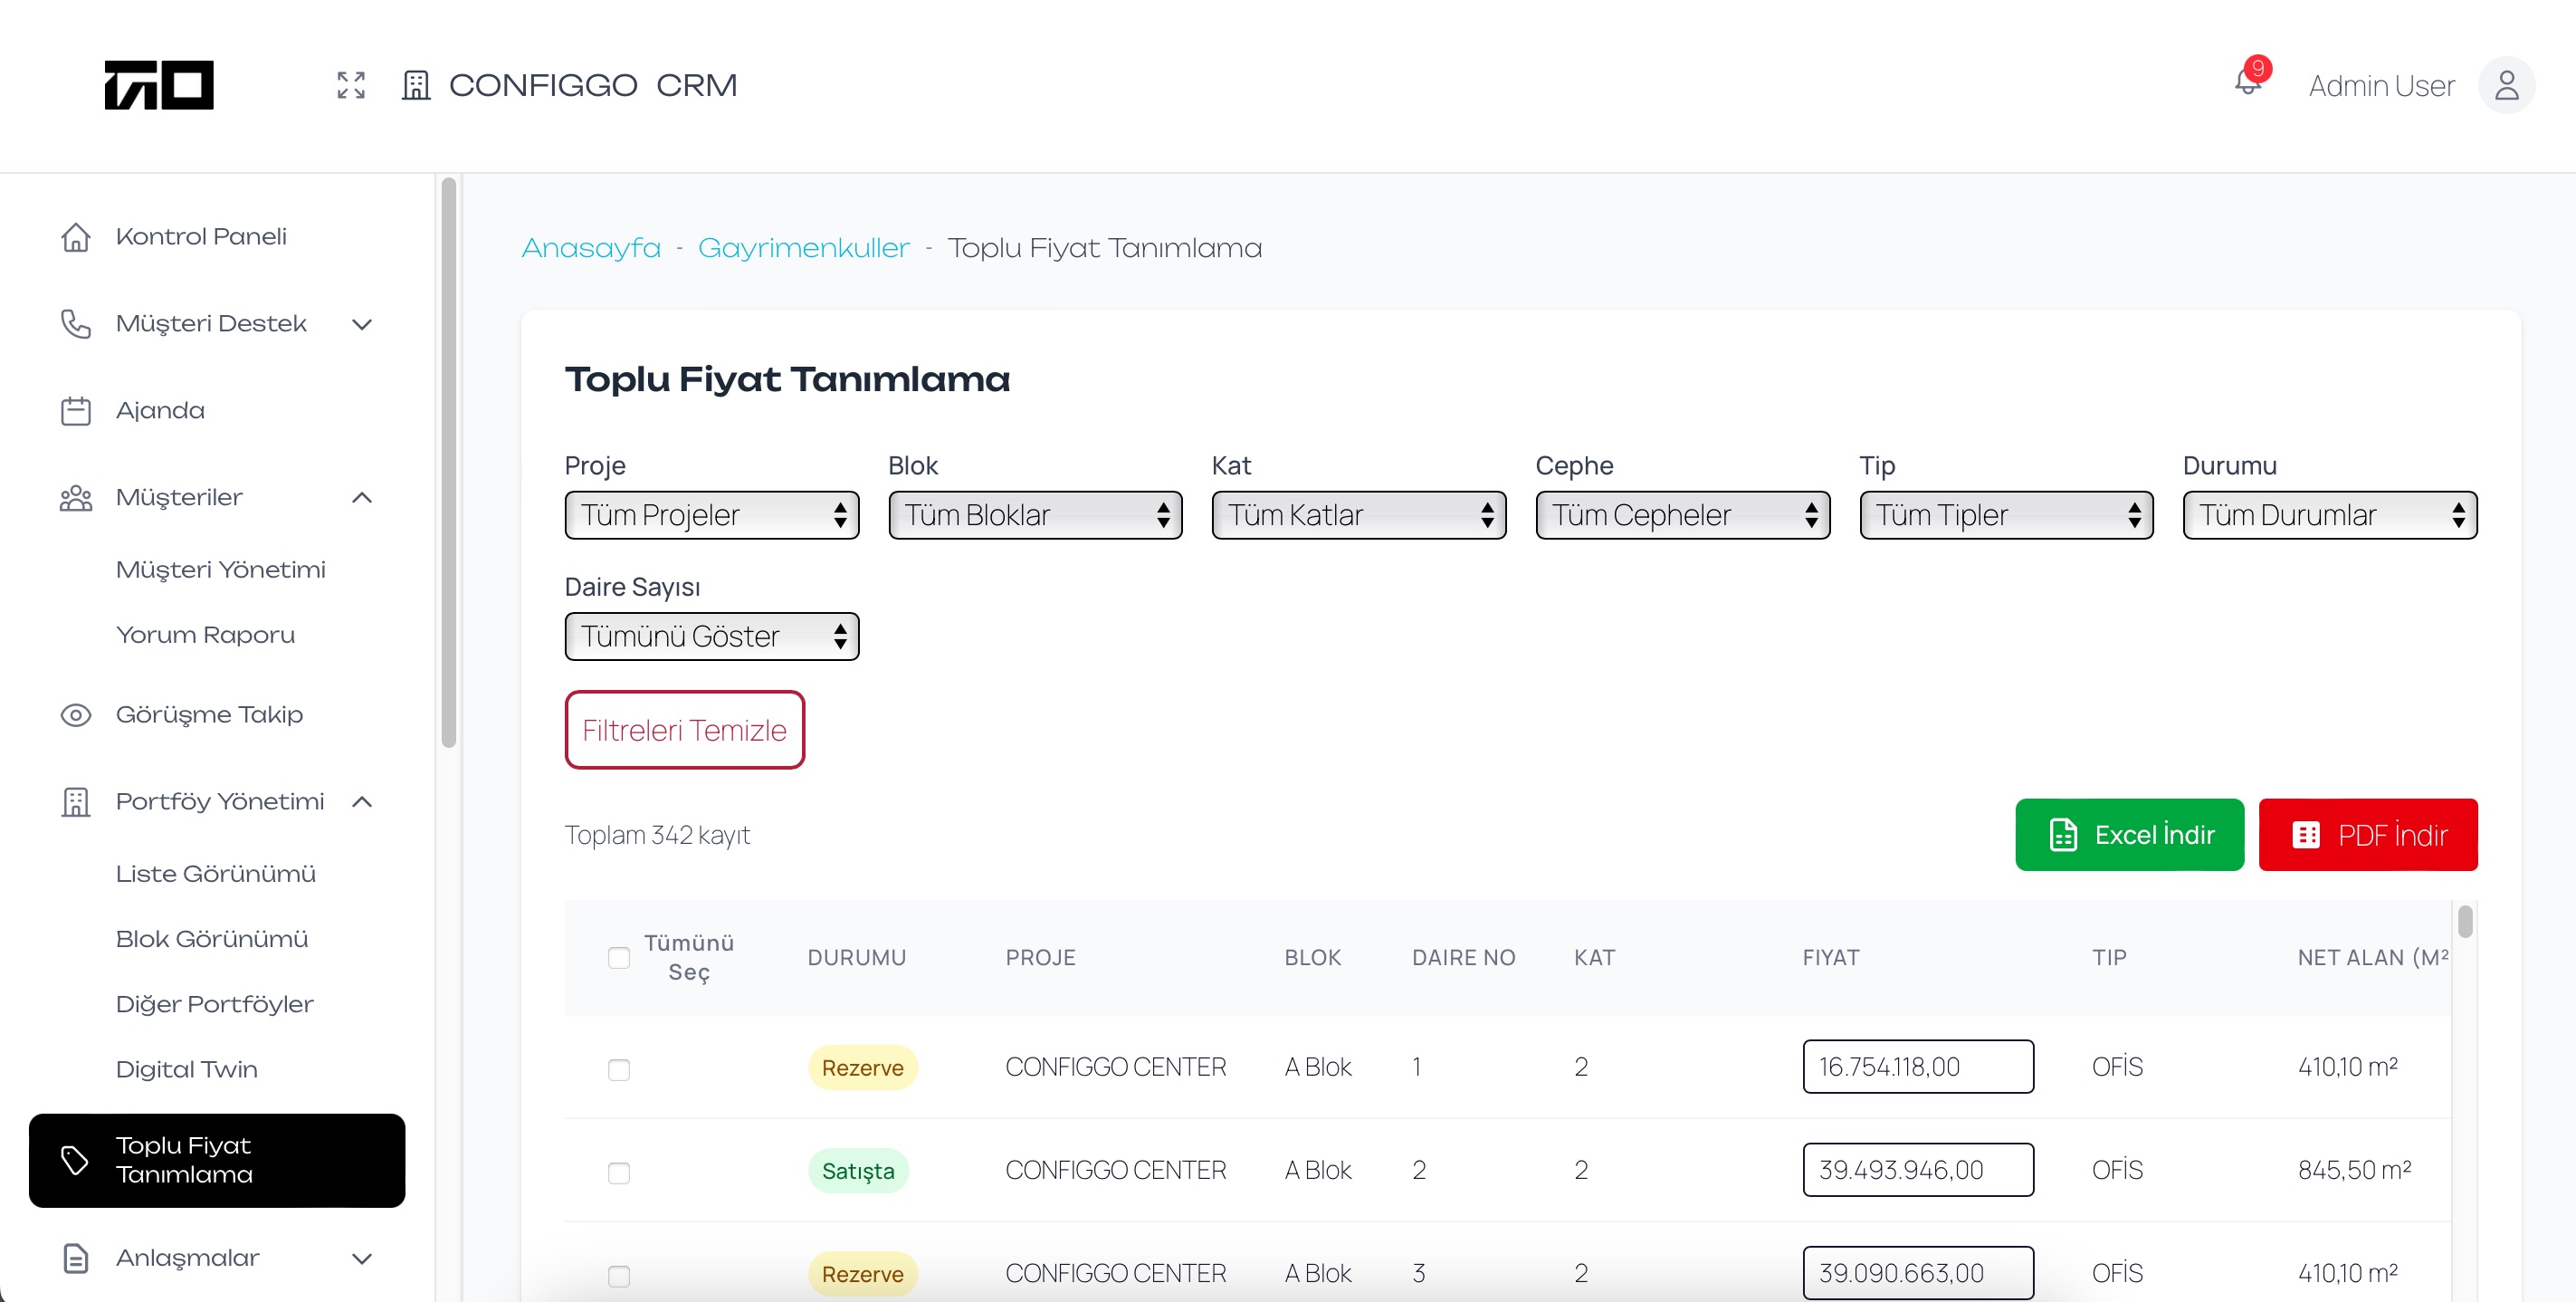 CONFIGGO CRM
9
Admin User
Kontrol Paneli
Müşteri Destek
Ajanda
Müşteriler
Müşteri Yönetimi
Yorum Raporu
Görüşme Takip
Portföy Yönetimi
Liste Görünümü
Blok Görünümü
Diğer Portföyler
Digital Twin
Toplu Fiyat
Tanımlama
Anlaşmalar
Anasayfa - Gayrimenkuller - Toplu Fiyat Tanımlama
Toplu Fiyat Tanımlama
Proje Blok Kat Cephe Tip Durumu
Tüm Projeler Tüm Bloklar Tüm Katlar Tüm Cepheler Tüm Tipler Tüm Durumlar
Daire Sayısı
Tümünü Göster
Filtreleri Temizle
Toplam 342 kayıt Excel İndir PDF İndir
Tümünü
Seç
DURUMU PROJE BLOK DAIRE NO KAT FIYAT TIP NET ALAN (M²
Rezerve CONFIGGO CENTER A Blok 1 2 16.754.118,00 OFİS 410,10 m²
Satışta CONFIGGO CENTER A Blok 2 2 39.493.946,00 OFİS 845,50 m²
Rezerve CONFIGGO CENTER A Blok 3 2 39.090.663,00 OFİS 410,10 m²